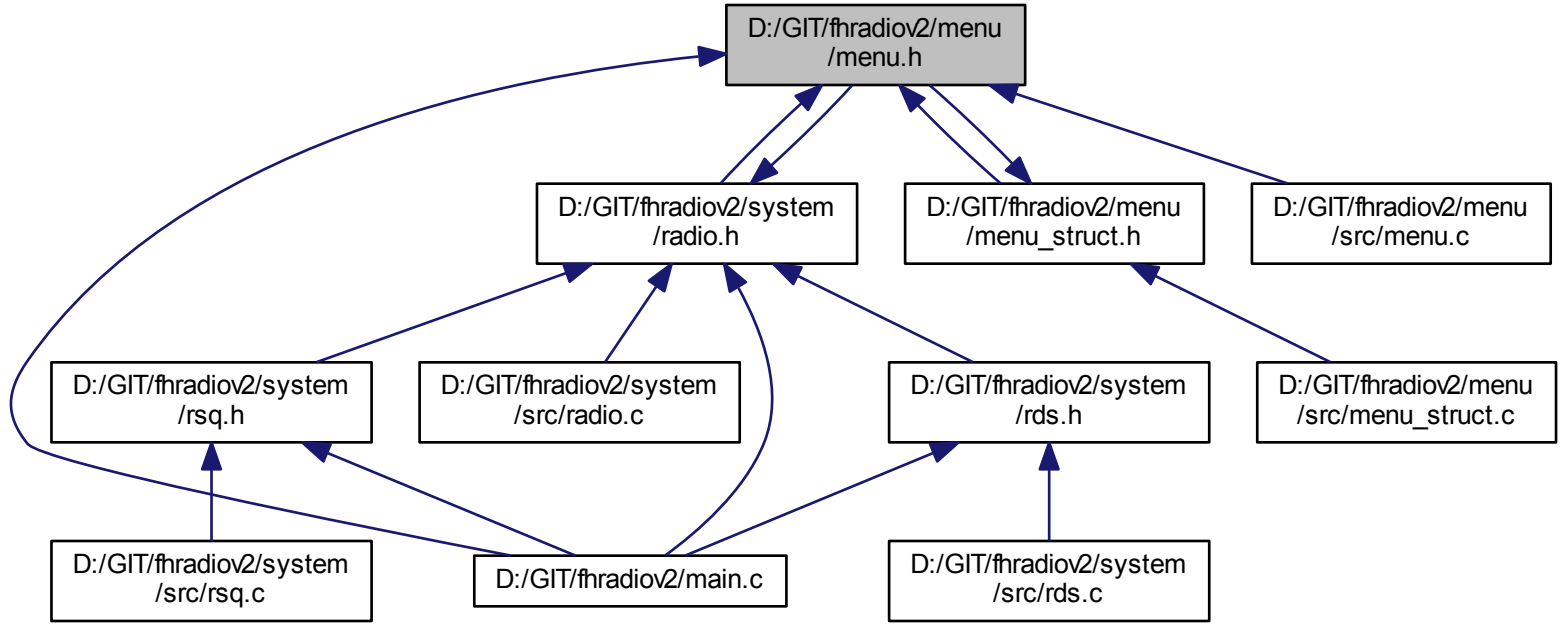 D:/GIT/fhradiov2/menu
/menu.h
D:/GIT/fhradiov2/system
/radio.h
D:/GIT/fhradiov2/menu
/menu_struct.h
D:/GIT/fhradiov2/menu
/src/menu.c
D:/GIT/fhradiov2/system
/rsq.h
D:/GIT/fhradiov2/system
/src/radio.c
D:/GIT/fhradiov2/system
/rds.h
D:/GIT/fhradiov2/menu
/src/menu_struct.c
D:/GIT/fhradiov2/system
/src/rsq.c
D:/GIT/fhradiov2/main.c
D:/GIT/fhradiov2/system
/src/rds.c